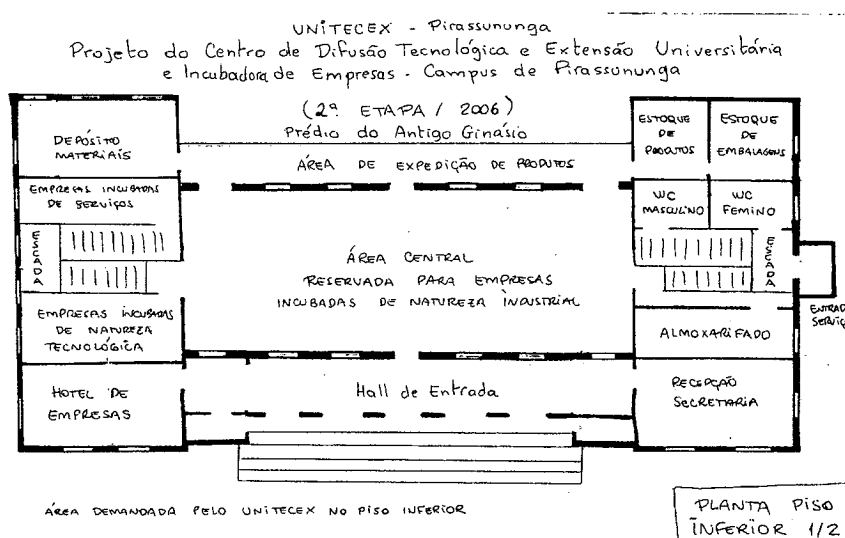 UNITECEX - Pirassununga
Projeto do Centro de Difusão Tecnológica e Extensão Universitária
e Incubadora de Empresas - Campus de Pirassununga
(2ª ETAPA / 2006)
Prédio do Antigo Ginásio
DEPÓSITO
MATERIAIS
ÁREA DE EXPEDIÇÃO DE PRODUTOS
ESTOQUE
DE
PRODUTOS
ESTOQUE
DE
EMBALAGENS
EMPRESAS INCUBADAS
DE SERVIÇOS
WC
MASCULINO
WC
FEMINO
ESCADA
ÁREA CENTRAL
RESERVADA PARA EMPRESAS
INCUBADAS DE NATUREZA INDUSTRIAL
ESCADA
EMPRESAS INCUBADAS
DE NATUREZA
TECNOLÓGICA
ENTRADA
SERVIÇ
ALMOXARIFADO
HOTEL DE
EMPRESAS
Hall de Entrada
RECEPÇÃO
SECRETARIA
ÁREA DEMANDADA PELO UNITECEX NO PISO INFERIOR
PLANTA PISO
INFERIOR 1/2